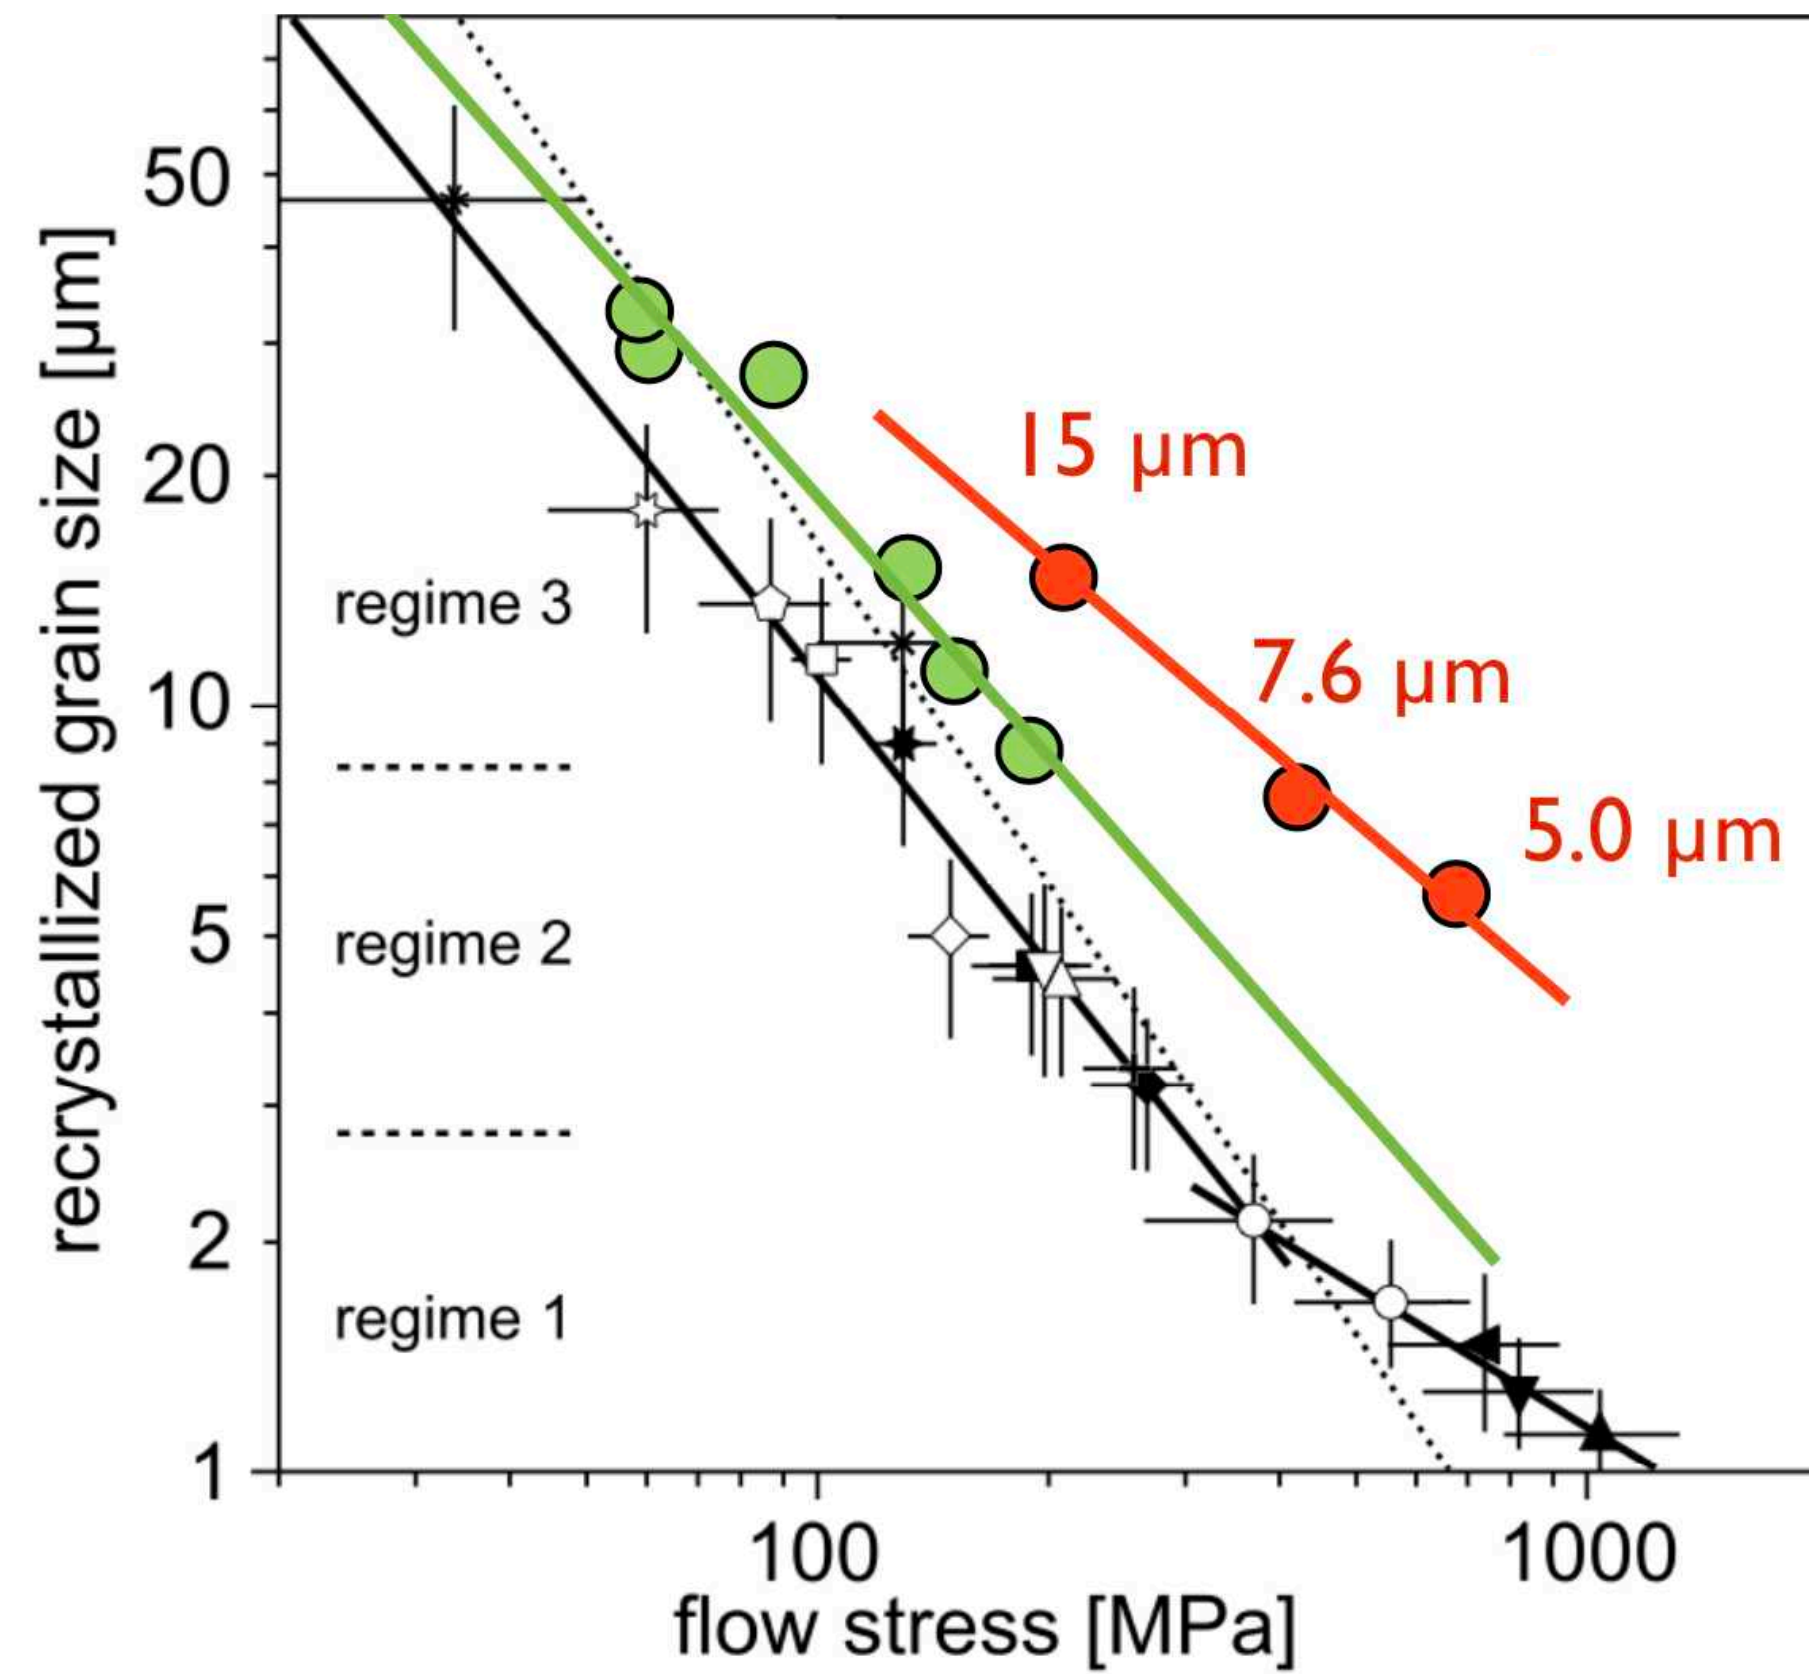 recrystallized grain size [µm]
50
20
10
5
2
1
15 µm
7.6 µm
5.0 µm
regime 3
regime 2
regime 1
100
1000
flow stress [MPa]